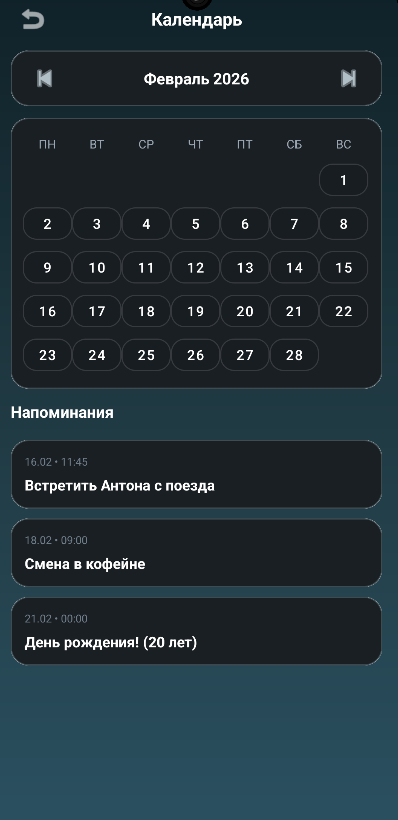 Календарь
Февраль 2026
ПН ВТ СР ЧТ ПТ СБ ВС
1
2 3 4 5 6 7 8
9 10 11 12 13 14 15
16 17 18 19 20 21 22
23 24 25 26 27 28
Напоминания
16.02 • 11:45
Встретить Антона с поезда
18.02 • 09:00
Смена в кофейне
21.02 • 00:00
День рождения! (20 лет)